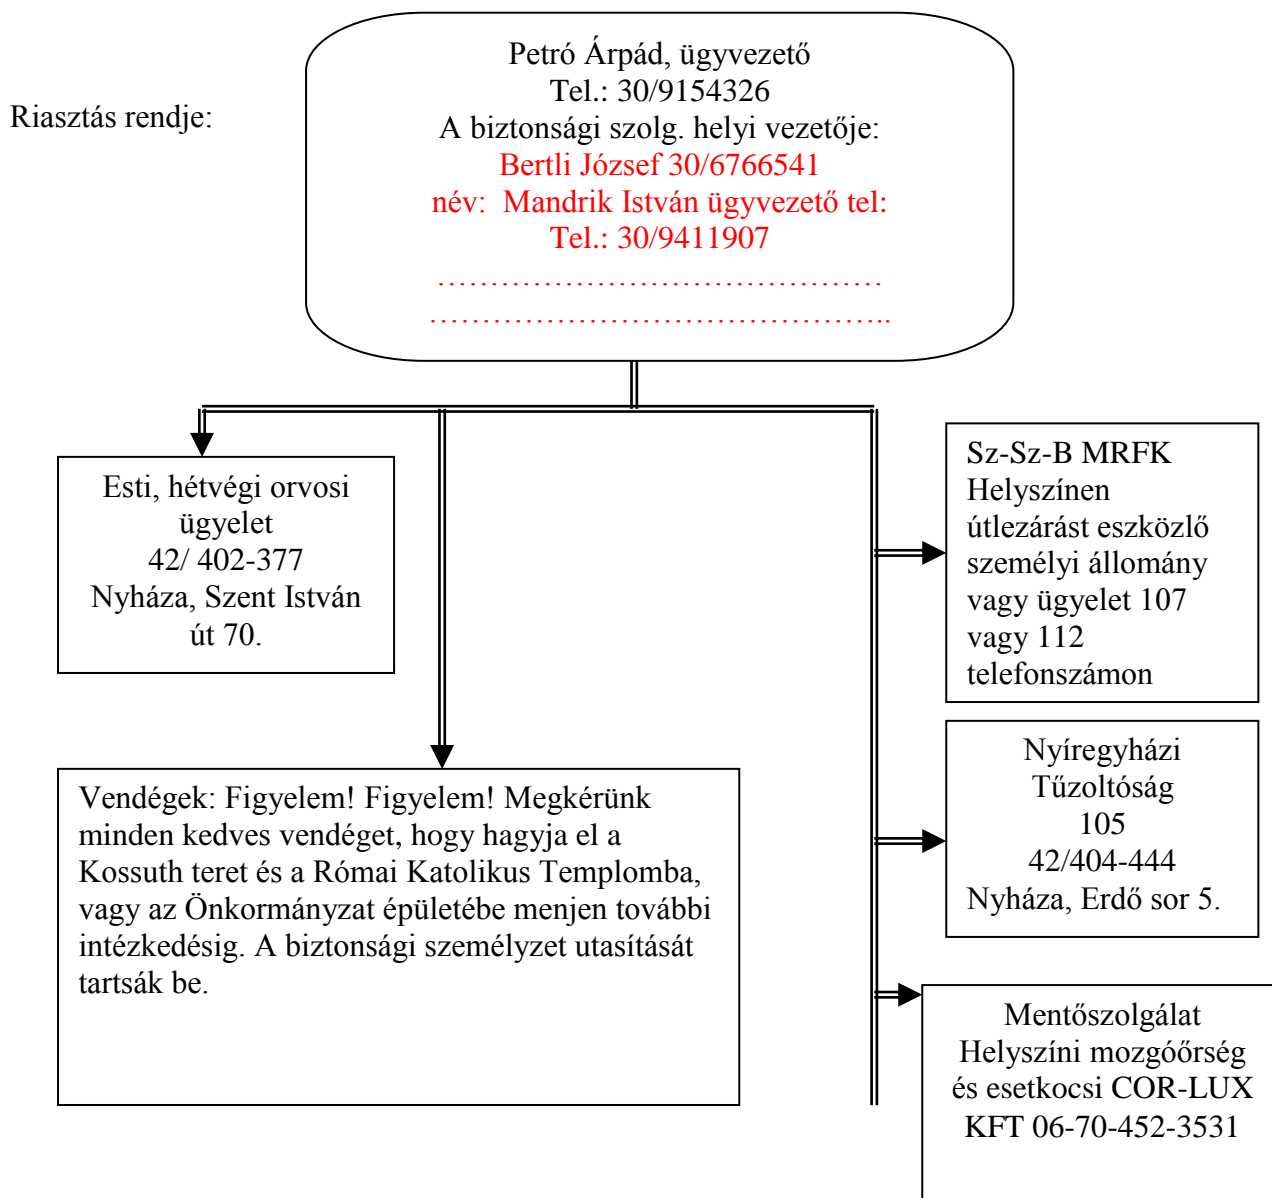 Riasztás rendje:
Petró Árpád, ügyvezető
Tel.: 30/9154326
A biztonsági szolg. helyi vezetője:
Bertli József 30/6766541
név:  Mandrik István ügyvezető tel:
Tel.: 30/9411907
……………………………………
……………………………………..
Esti, hétvégi orvosi
ügyelet
42/ 402-377
Nyháza, Szent István
út 70.
Vendégek: Figyelem! Figyelem! Megkérünk
minden kedves vendéget, hogy hagyja el a
Kossuth teret és a Római Katolikus Templomba,
vagy az Önkormányzat épületébe menjen további
intézkedésig. A biztonsági személyzet utasítását
tartsák be.
Sz-Sz-B MRFK
Helyszínen
útlezárást eszközlő
személyi állomány
vagy ügyelet 107
vagy 112
telefonszámon
Nyíregyházi
Tűzoltóság
105
42/404-444
Nyháza, Erdő sor 5.
Mentőszolgálat
Helyszíni mozgóőrség
és esetkocsi COR-LUX
KFT 06-70-452-3531